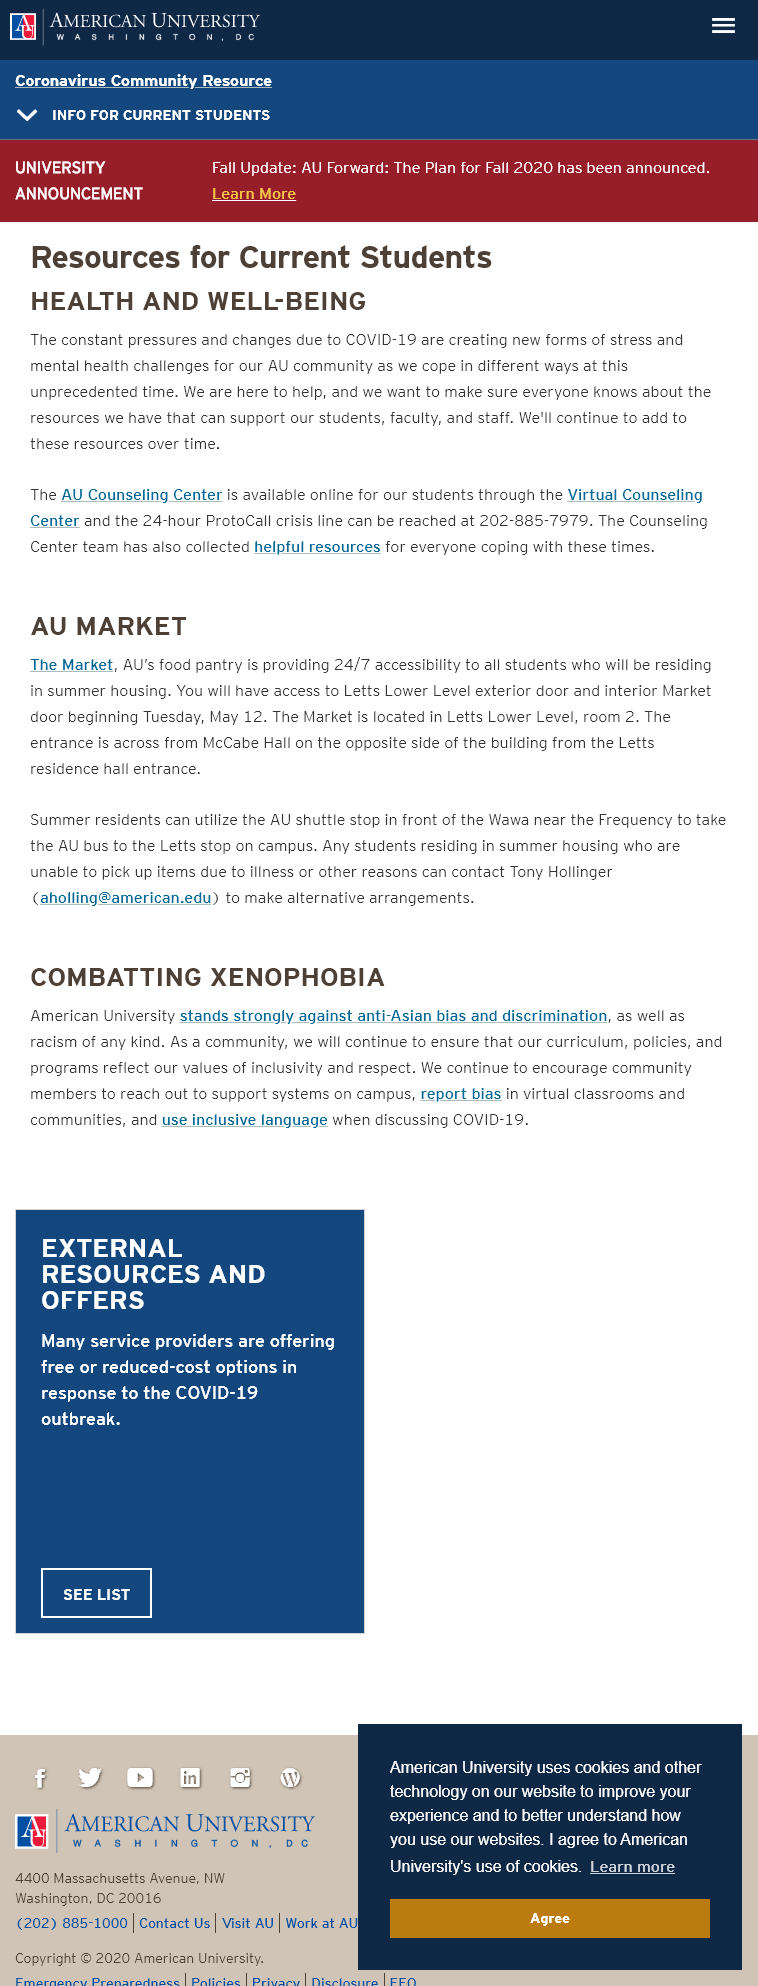 AMERICAN UNIVERSITY
WASHINGTON, DC
Coronavirus Community Resource
INFO FOR CURRENT STUDENTS
UNIVERSITY
ANNOUNCEMENT
Fall Update: AU Forward: The Plan for Fall 2020 has been announced.
Learn More
Resources for Current Students
HEALTH AND WELL-BEING
The constant pressures and changes due to COVID-19 are creating new forms of stress and
mental health challenges for our AU community as we cope in different ways at this
unprecedented time. We are here to help, and we want to make sure everyone knows about the
resources we have that can support our students, faculty, and staff. We'll continue to add to
these resources over time.
The AU Counseling Center is available online for our students through the Virtual Counseling
Center and the 24-hour ProtoCall crisis line can be reached at 202-885-7979. The Counseling
Center team has also collected helpful resources for everyone coping with these times.
AU MARKET
The Market, AU’s food pantry is providing 24/7 accessibility to all students who will be residing
in summer housing. You will have access to Letts Lower Level exterior door and interior Market
door beginning Tuesday, May 12. The Market is located in Letts Lower Level, room 2. The
entrance is across from McCabe Hall on the opposite side of the building from the Letts
residence hall entrance.
Summer residents can utilize the AU shuttle stop in front of the Wawa near the Frequency to take
the AU bus to the Letts stop on campus. Any students residing in summer housing who are
unable to pick up items due to illness or other reasons can contact Tony Hollinger
(aholling@american.edu) to make alternative arrangements.
COMBATTING XENOPHOBIA
American University stands strongly against anti-Asian bias and discrimination, as well as
racism of any kind. As a community, we will continue to ensure that our curriculum, policies, and
programs reflect our values of inclusivity and respect. We continue to encourage community
members to reach out to support systems on campus, report bias in virtual classrooms and
communities, and use inclusive language when discussing COVID-19.
EXTERNAL
RESOURCES AND
OFFERS
Many service providers are offering
free or reduced-cost options in
response to the COVID-19
outbreak.
SEE LIST
AMERICAN UNIVERSITY
WASHINGTON, DC
4400 Massachusetts Avenue, NW
Washington, DC 20016
(202) 885-1000 Contact Us Visit AU Work at AU
Copyright © 2020 American University.
Emergency Preparedness Policies Privacy Disclosure EEO
American University uses cookies and other
technology on our website to improve your
experience and to better understand how
you use our websites. I agree to American
University's use of cookies. Learn more
Agree